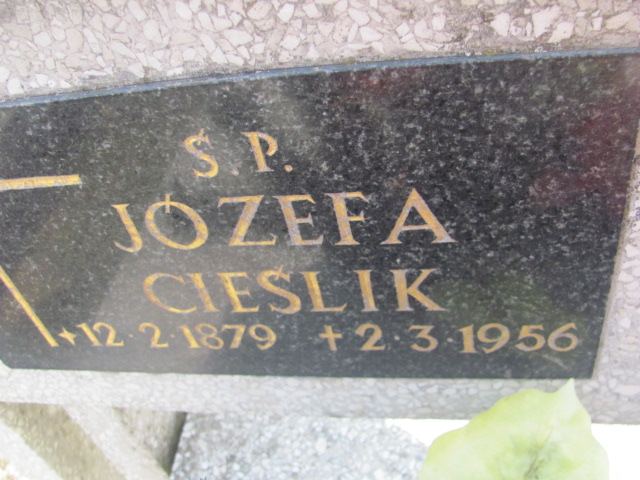 Ś.P.
JÓZEFA
CIEŚLIK
*12·2·1879 +2·3·1956